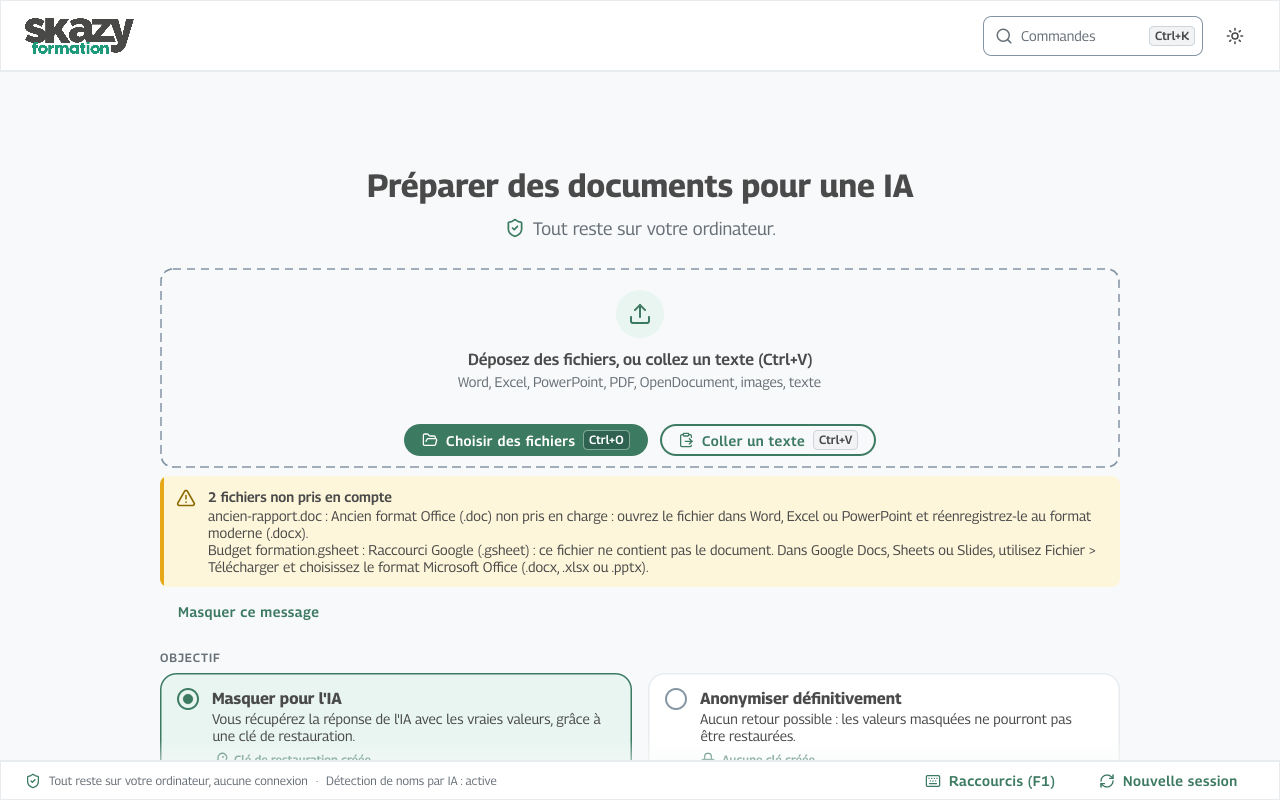 skazy
formation
Commandes Ctrl+K
Préparer des documents pour une IA
Tout reste sur votre ordinateur.
Déposez des fichiers, ou collez un texte (Ctrl+V)
Word, Excel, PowerPoint, PDF, OpenDocument, images, texte
Choisir des fichiers Ctrl+O Coller un texte Ctrl+V
2 fichiers non pris en compte
ancien-rapport.doc : Ancien format Office (.doc) non pris en charge : ouvrez le fichier dans Word, Excel ou PowerPoint et réenregistrez-le au format
moderne (.docx).
Budget formation.gsheet : Raccourci Google (.gsheet) : ce fichier ne contient pas le document. Dans Google Docs, Sheets ou Slides, utilisez Fichier >
Télécharger et choisissez le format Microsoft Office (.docx, .xlsx ou .pptx).
Masquer ce message
OBJECTIF
Masquer pour l'IA
Vous récupérez la réponse de l'IA avec les vraies valeurs, grâce à
une clé de restauration.
Clé de restauration créée
Anonymiser définitivement
Aucun retour possible : les valeurs masquées ne pourront pas
être restaurées.
Aucune clé créée
Tout reste sur votre ordinateur, aucune connexion · Détection de noms par IA : active
Raccourcis (F1) Nouvelle session